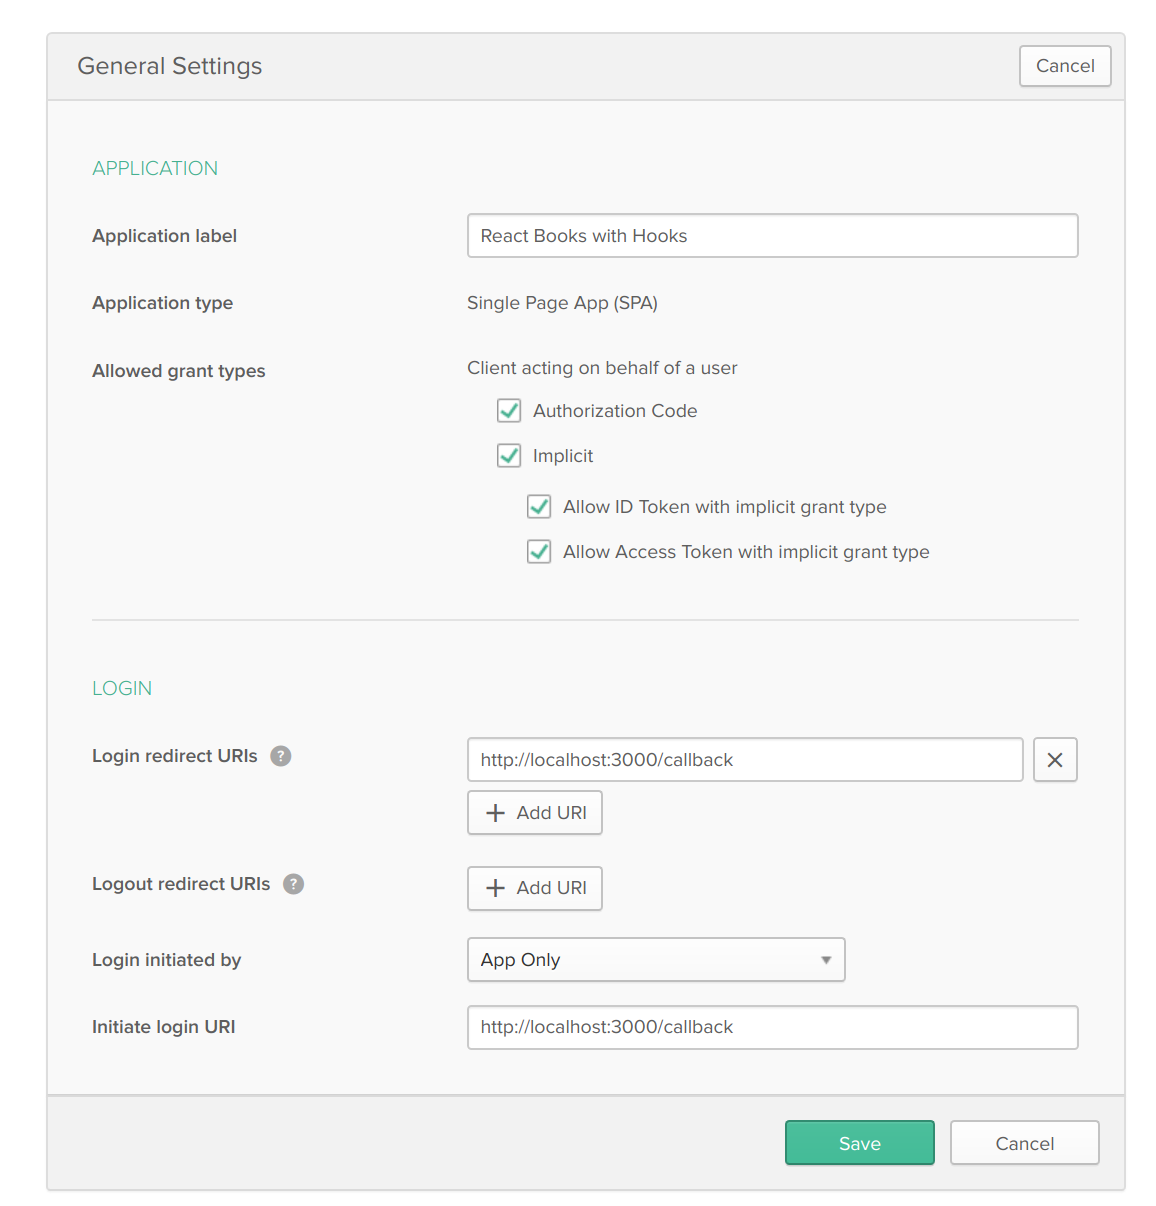 General Settings
Cancel
APPLICATION
Application label
React Books with Hooks
Application type
Single Page App (SPA)
Allowed grant types
Client acting on behalf of a user
Authorization Code
Implicit
Allow ID Token with implicit grant type
Allow Access Token with implicit grant type
LOGIN
Login redirect URIs ?
http://localhost:3000/callback
+ Add URI
Logout redirect URIs ?
+ Add URI
Login initiated by
App Only
Initiate login URI
http://localhost:3000/callback
Save
Cancel